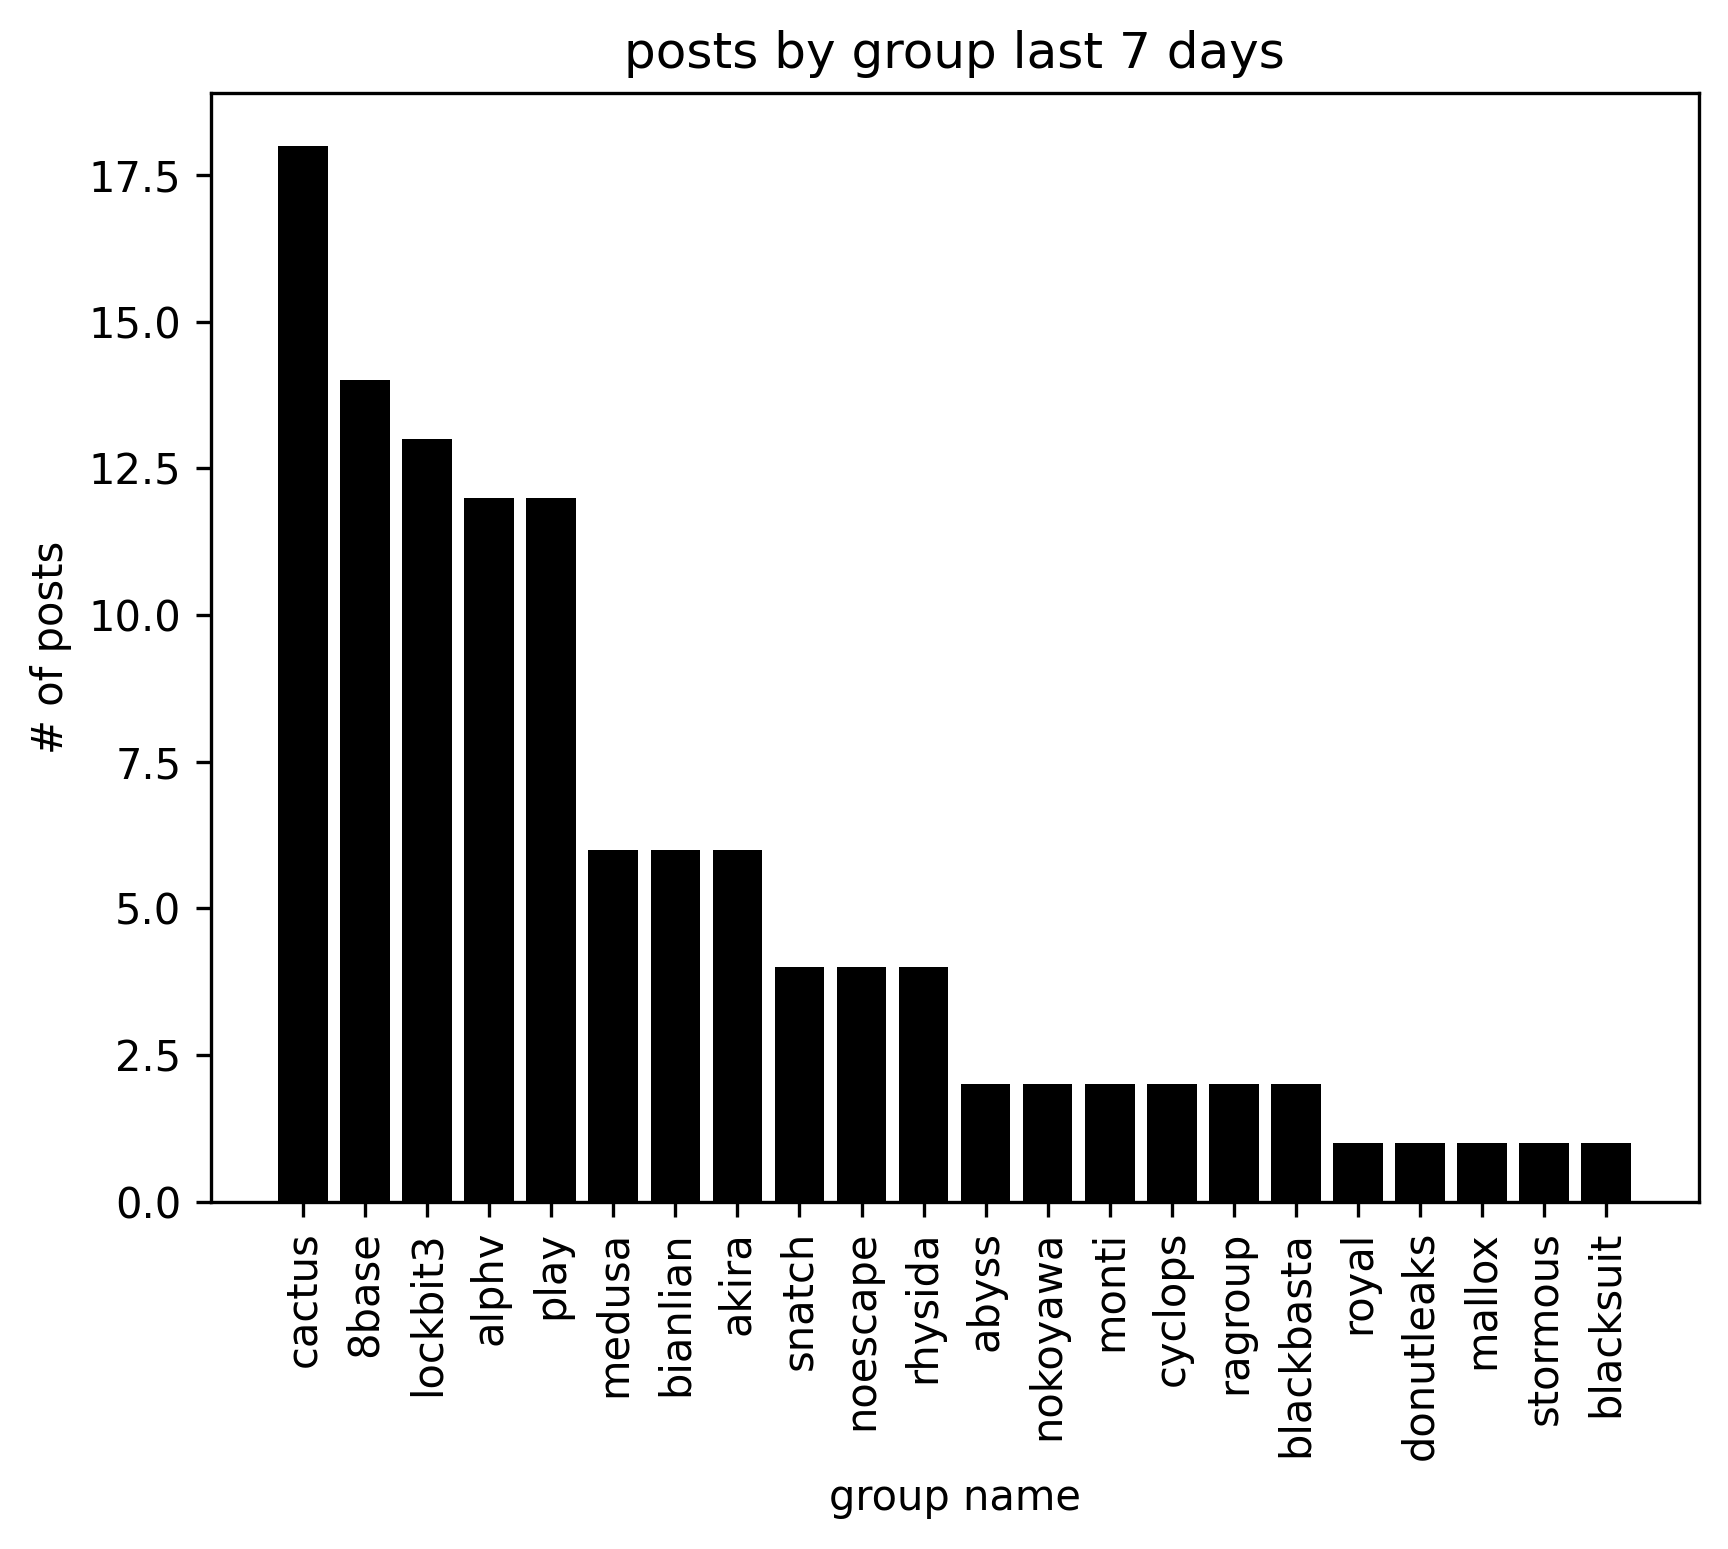 posts by group last 7 days
17.5
15.0
12.5
10.0
7.5
5.0
2.5
0.0
# of posts
cactus
8base
lockbit3
alphv
play
medusa
bianlian
akira
snatch
noescape
rhysida
abyss
nokoyawa
monti
cyclops
ragroup
blackbasta
royal
donutleaks
mallox
stormous
blacksuit
group name